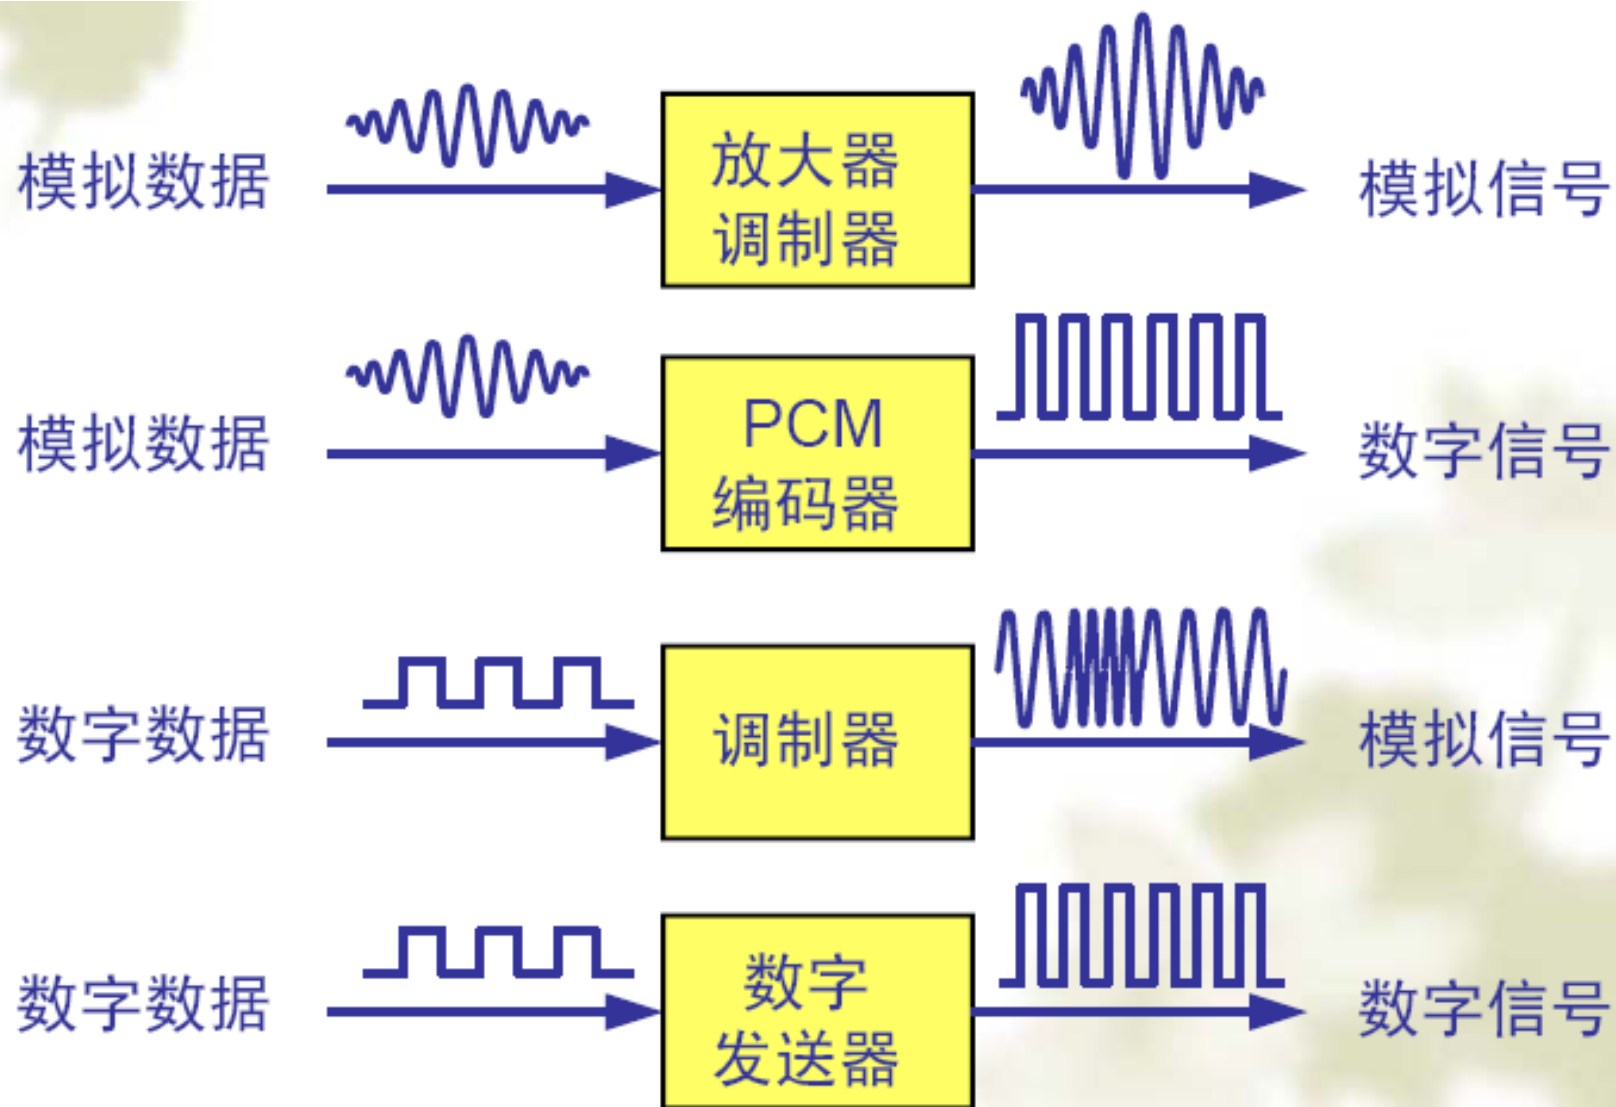 模拟数据
放大器
调制器
模拟信号
模拟数据
PCM
编码器
数字信号
数字数据
调制器
模拟信号
数字数据
数字
发送器
数字信号